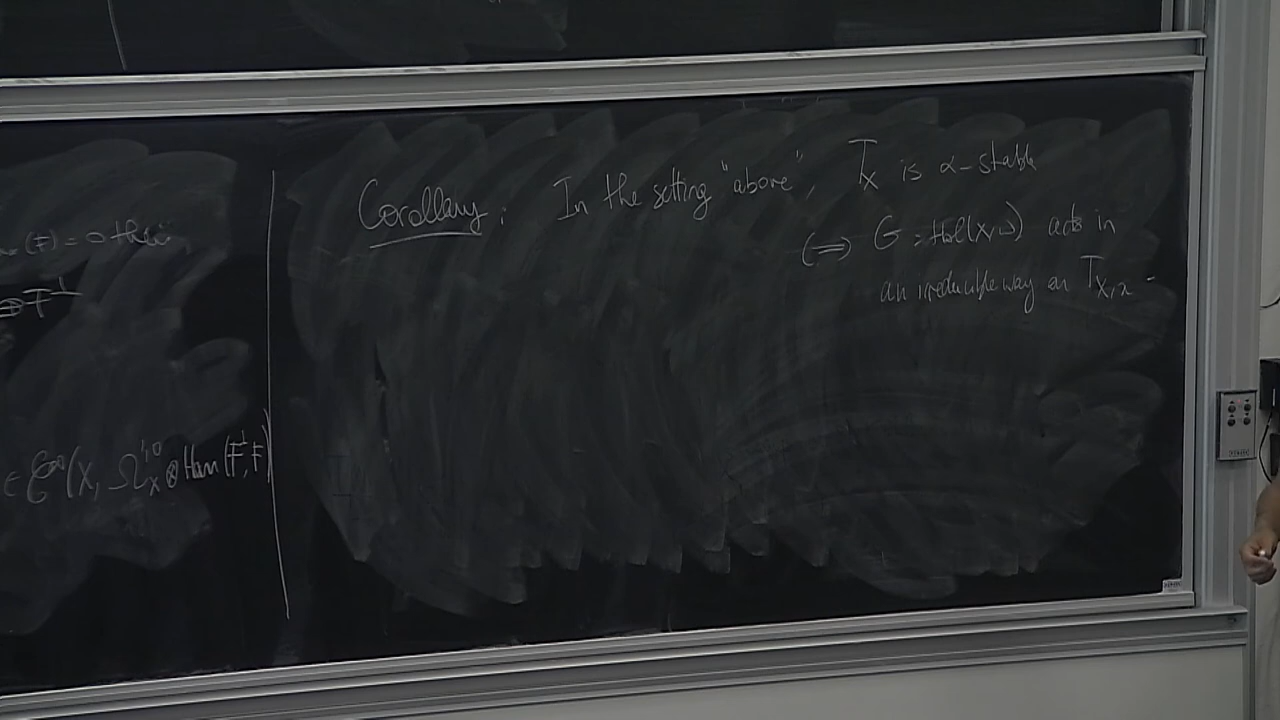 (F) = 0 then
⊕ F^⊥
∈ C^∞(X, Ω_X^{1,0} ⊗ Hom(F^⊥, F)
Corollary: In the setting "above", T_X is α-stable
(⟺) G = Hol(X, ω) acts in
an irreducible way on T_{X,x}